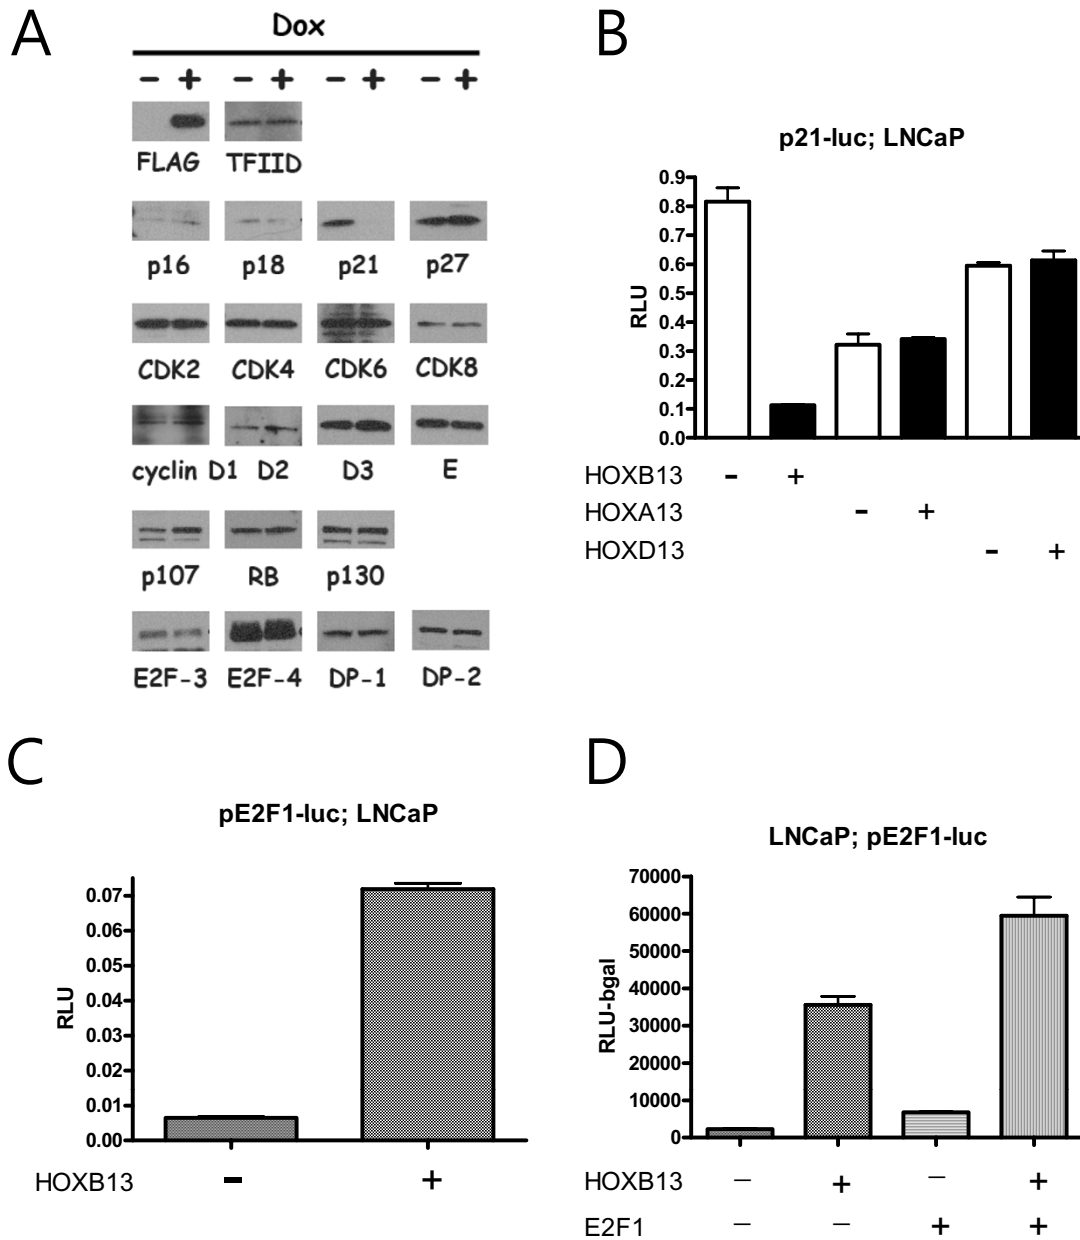 A
Dox
− + − + − + − +
FLAG TFIID
p16 p18 p21 p27
CDK2 CDK4 CDK6 CDK8
cyclin D1 D2 D3 E
p107 RB p130
E2F-3 E2F-4 DP-1 DP-2
B
p21-luc; LNCaP
0.9
0.8
0.7
0.6
0.5
0.4
0.3
0.2
0.1
0.0
RLU
HOXB13 - +
HOXA13 - +
HOXD13 - +
C
pE2F1-luc; LNCaP
0.07
0.06
0.05
0.04
0.03
0.02
0.01
0.00
RLU
HOXB13 − +
D
LNCaP; pE2F1-luc
70000
60000
50000
40000
30000
20000
10000
0
RLU-bgal
HOXB13 − + − +
E2F1 − − + +